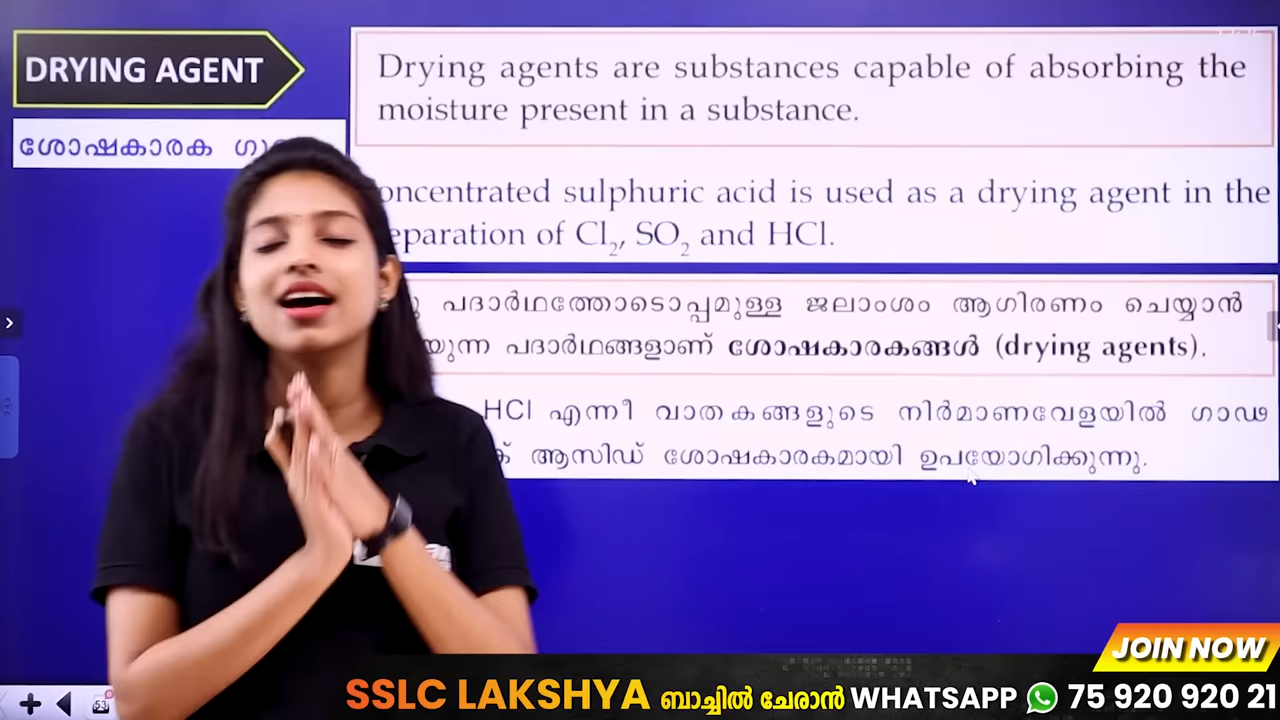 DRYING AGENT
Drying agents are substances capable of absorbing the
moisture present in a substance.
ശോഷകാരക
oncentrated sulphuric acid is used as a drying agent in the
eparation of Cl₂, SO₂ and HCl.
പദാർഥത്തോടൊപ്പമുള്ള ജലാംശം ആഗിരണം ചെയ്യാൻ
യുന്ന പദാർഥങ്ങളാണ് ശോഷകാരകങ്ങൾ (drying agents).
HCl എന്നീ വാതകങ്ങളുടെ നിർമാണവേളയിൽ ഗാഢ
ആസിഡ് ശോഷകാരകമായി ഉപയോഗിക്കുന്നു.
JOIN NOW
SSLC LAKSHYA ബാച്ചിൽ ചേരാൻ WHATSAPP 75 920 920 21
53